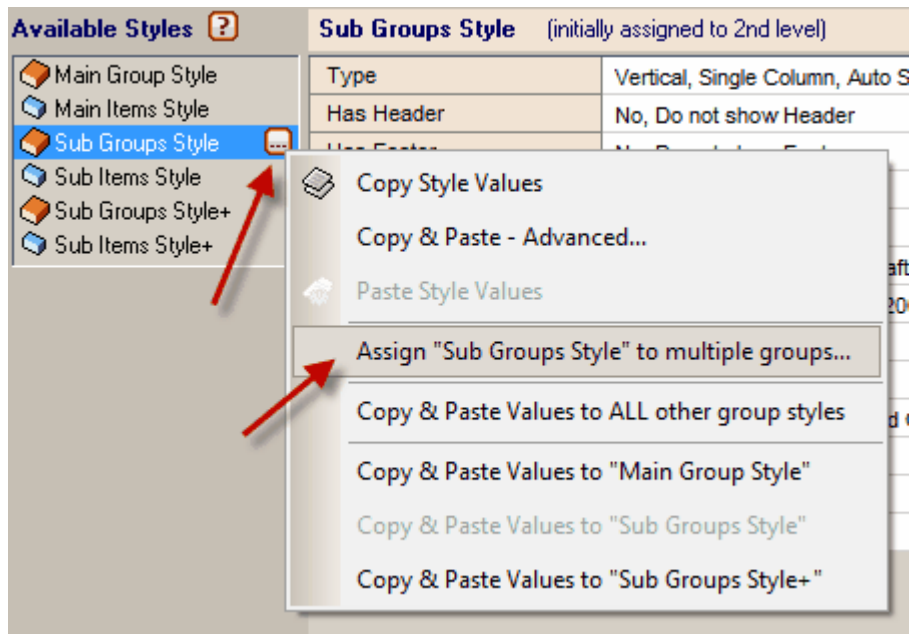 Available Styles ?
Sub Groups Style (initially assigned to 2nd level)
Main Group Style
Main Items Style
Sub Groups Style ...
Sub Items Style
Sub Groups Style+
Sub Items Style+
Type Vertical, Single Column, Auto S
Has Header No, Do not show Header
Copy Style Values
Copy & Paste - Advanced...
Paste Style Values
Assign "Sub Groups Style" to multiple groups...
Copy & Paste Values to ALL other group styles
Copy & Paste Values to "Main Group Style"
Copy & Paste Values to "Sub Groups Style"
Copy & Paste Values to "Sub Groups Style+"